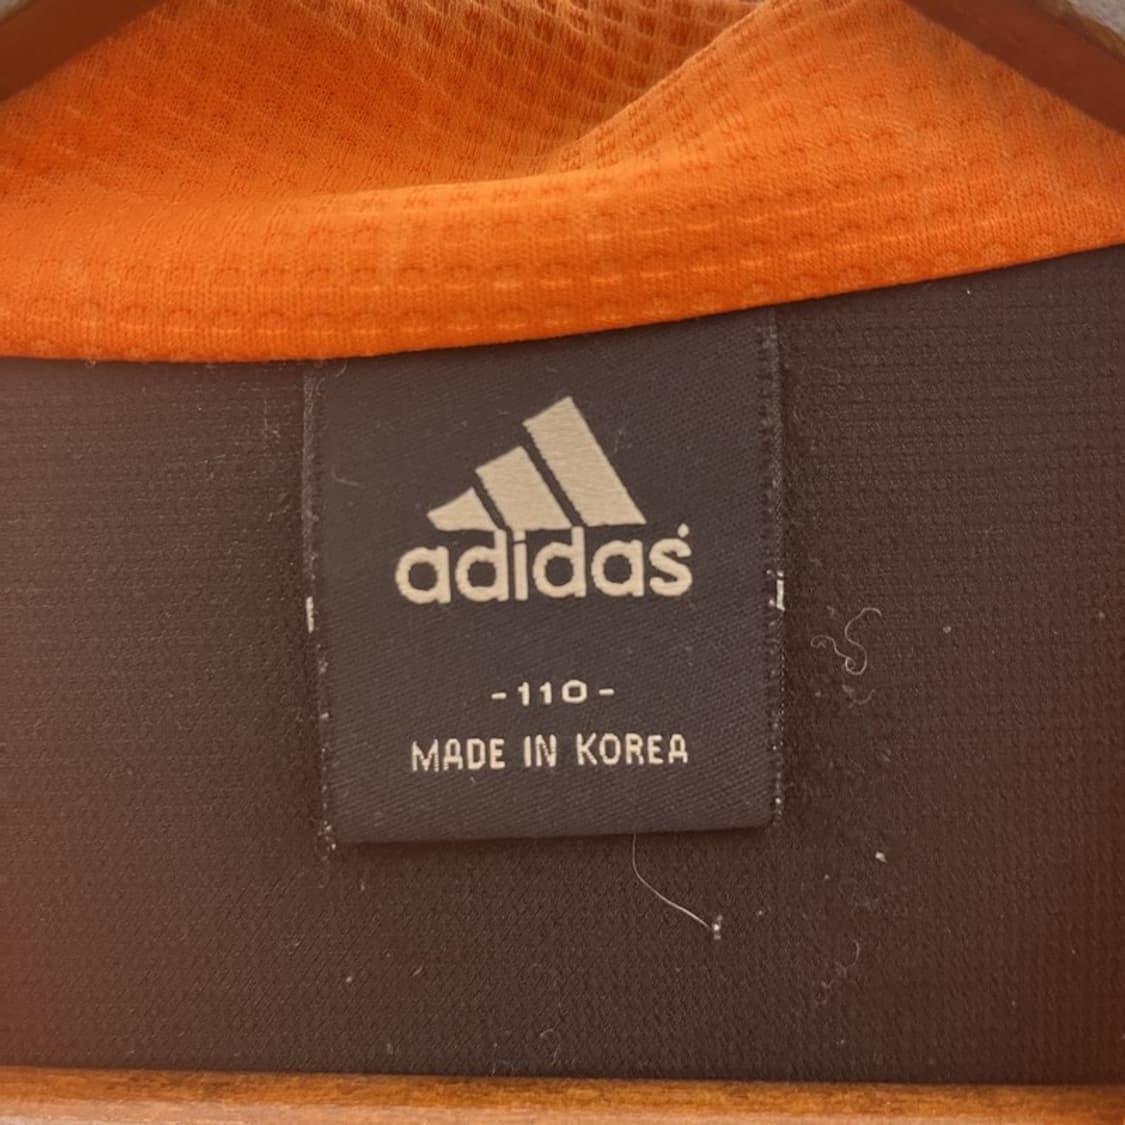 adidas
-110-
MADE IN KOREA